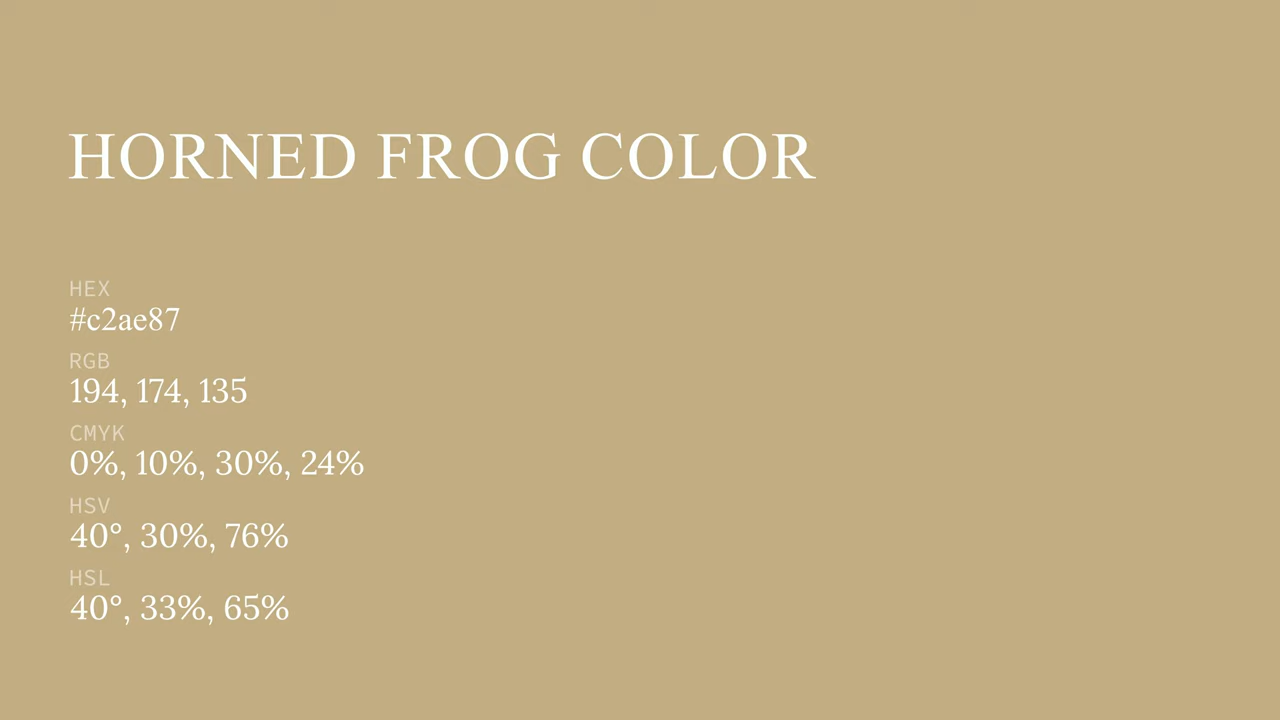 HORNED FROG COLOR
HEX
#c2ae87
RGB
194, 174, 135
CMYK
0%, 10%, 30%, 24%
HSV
40°, 30%, 76%
HSL
40°, 33%, 65%